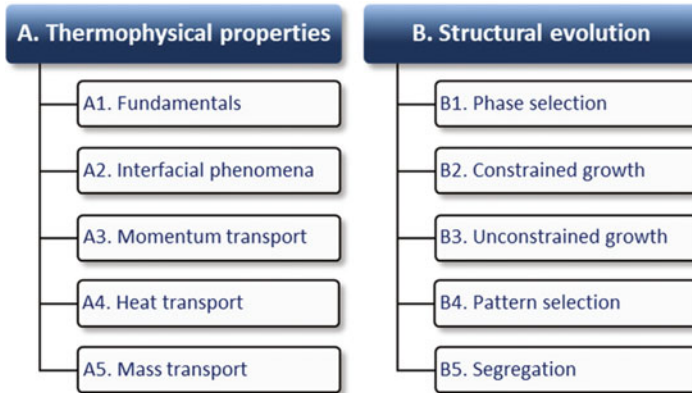 A. Thermophysical properties
A1. Fundamentals
A2. Interfacial phenomena
A3. Momentum transport
A4. Heat transport
A5. Mass transport
B. Structural evolution
B1. Phase selection
B2. Constrained growth
B3. Unconstrained growth
B4. Pattern selection
B5. Segregation